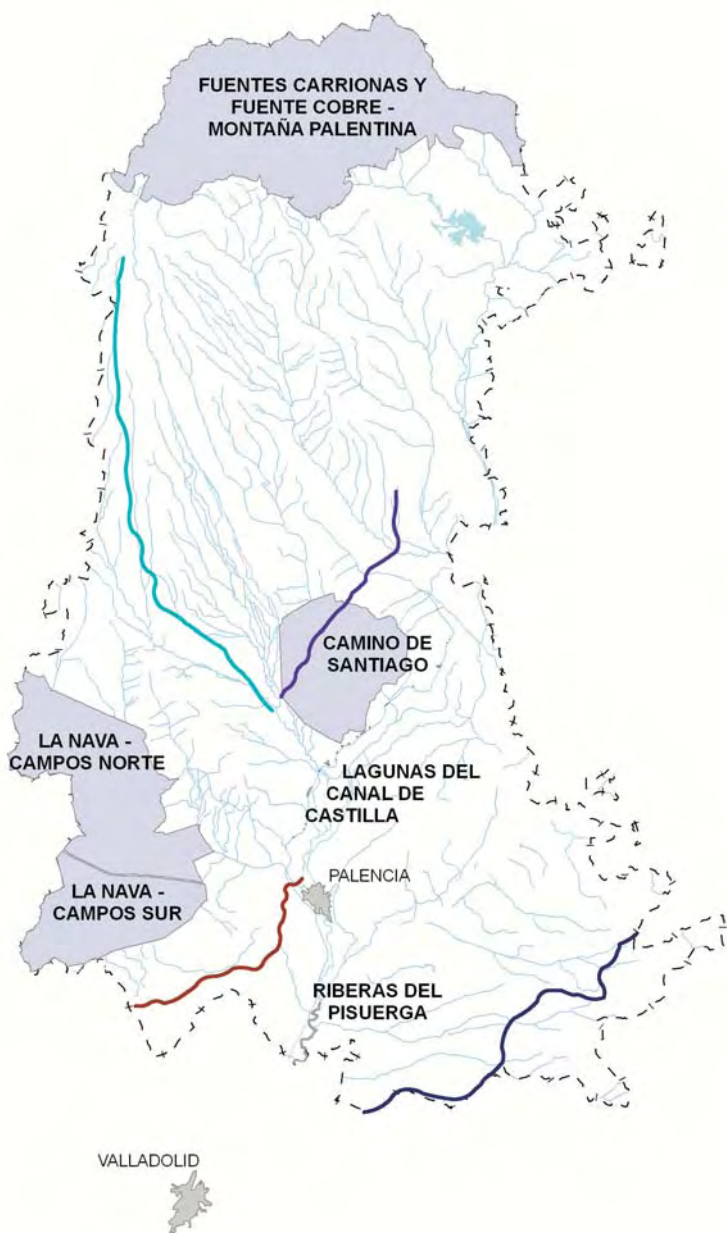 FUENTES CARRIONAS Y
FUENTE COBRE -
MONTAÑA PALENTINA
CAMINO DE
SANTIAGO
LA NAVA -
CAMPOS NORTE
LAGUNAS DEL
CANAL DE
CASTILLA
PALENCIA
LA NAVA -
CAMPOS SUR
RIBERAS DEL
PISUERGA
VALLADOLID